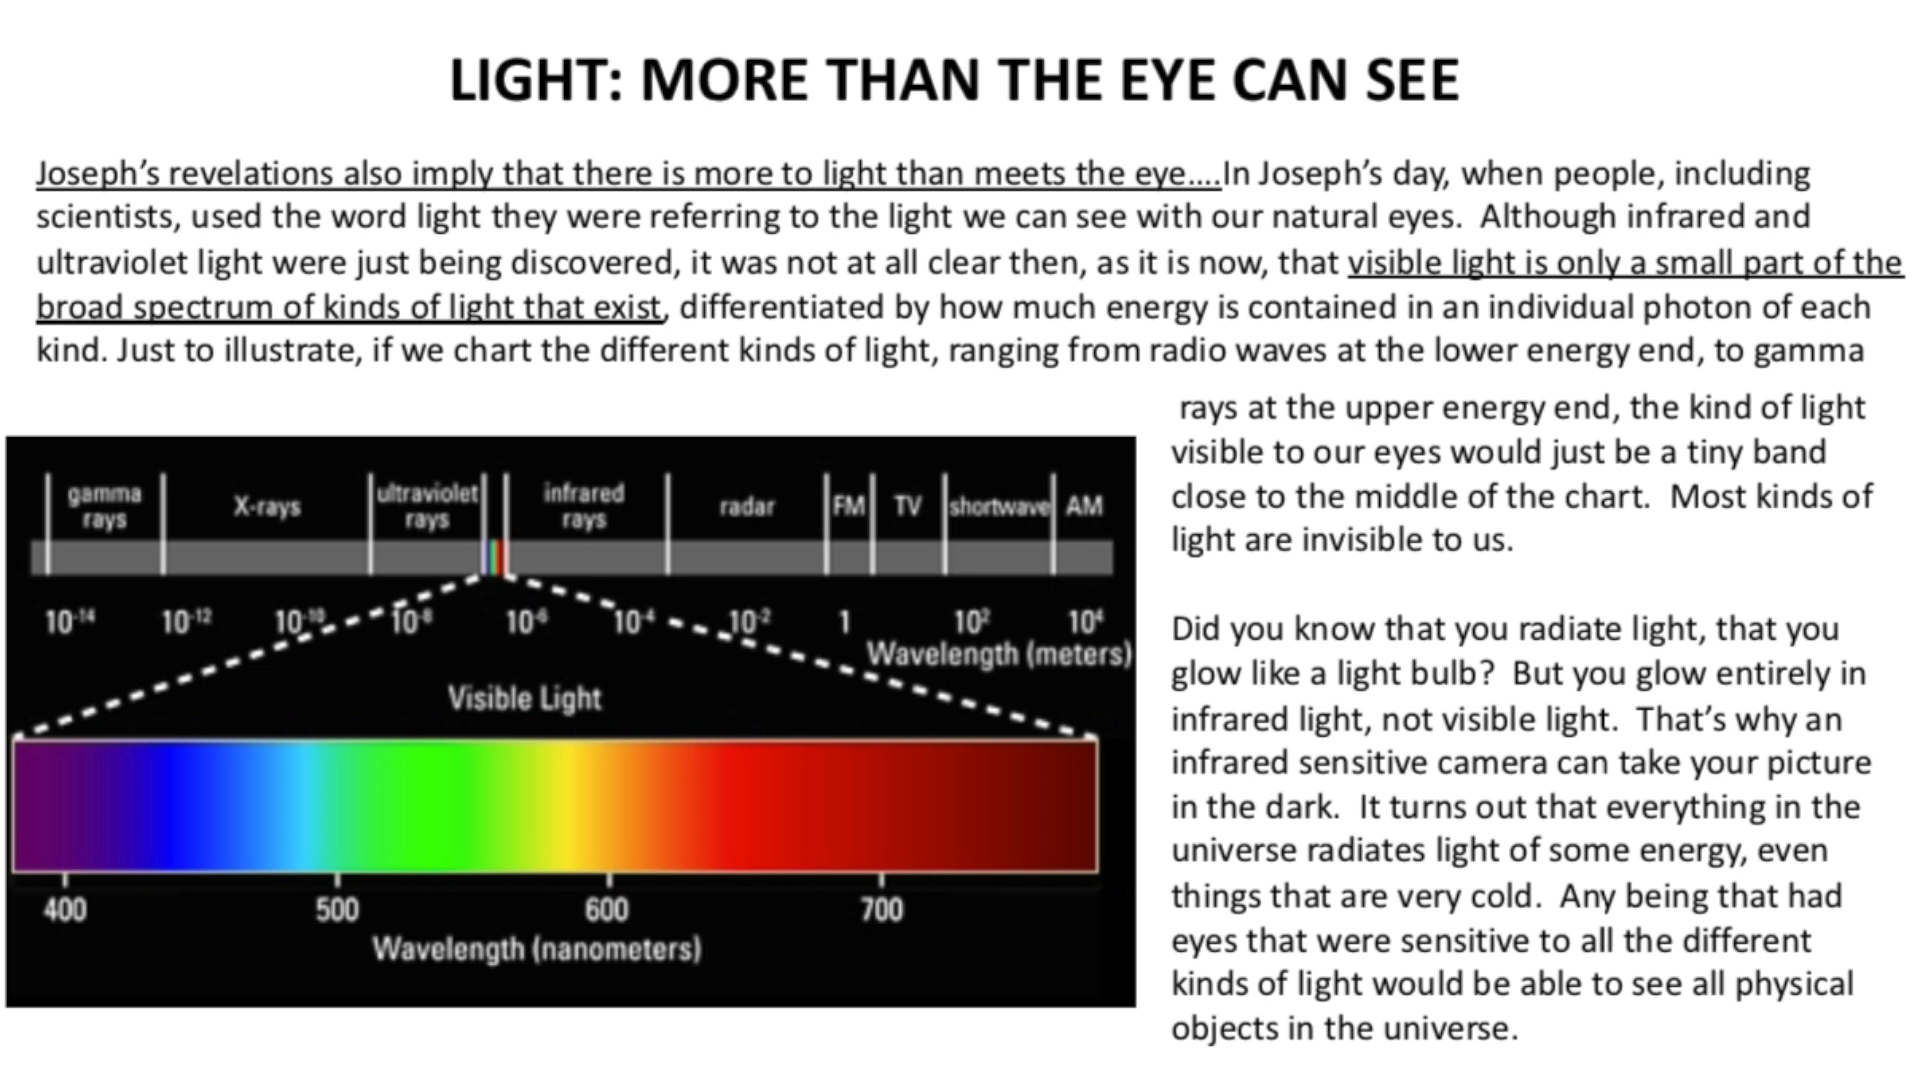 LIGHT: MORE THAN THE EYE CAN SEE
Joseph’s revelations also imply that there is more to light than meets the eye....In Joseph’s day, when people, including
scientists, used the word light they were referring to the light we can see with our natural eyes.  Although infrared and
ultraviolet light were just being discovered, it was not at all clear then, as it is now, that visible light is only a small part of the
broad spectrum of kinds of light that exist, differentiated by how much energy is contained in an individual photon of each
kind. Just to illustrate, if we chart the different kinds of light, ranging from radio waves at the lower energy end, to gamma
rays at the upper energy end, the kind of light
visible to our eyes would just be a tiny band
close to the middle of the chart.  Most kinds of
light are invisible to us.
Did you know that you radiate light, that you
glow like a light bulb?  But you glow entirely in
infrared light, not visible light.  That’s why an
infrared sensitive camera can take your picture
in the dark.  It turns out that everything in the
universe radiates light of some energy, even
things that are very cold.  Any being that had
eyes that were sensitive to all the different
kinds of light would be able to see all physical
objects in the universe.
gamma
rays
X-rays
ultraviolet
rays
infrared
rays
radar
FM
TV
shortwave
AM
10⁻¹⁴ 10⁻¹² 10⁻¹⁰ 10⁻⁸ 10⁻⁶ 10⁻⁴ 10⁻² 1 10² 10⁴
Wavelength (meters)
Visible Light
400 500 600 700
Wavelength (nanometers)